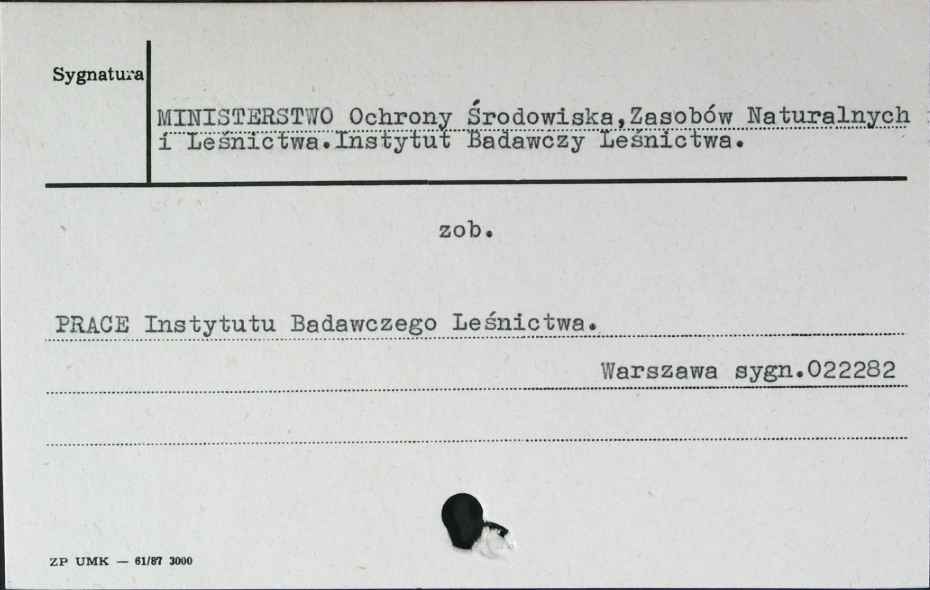 Sygnatura
MINISTERSTWO Ochrony Środowiska,Zasobów Naturalnych
i Leśnictwa.Instytut Badawczy Leśnictwa.
zob.
PRACE Instytutu Badawczego Leśnictwa.
Warszawa sygn.022282
ZP UMK — 61/87 3000